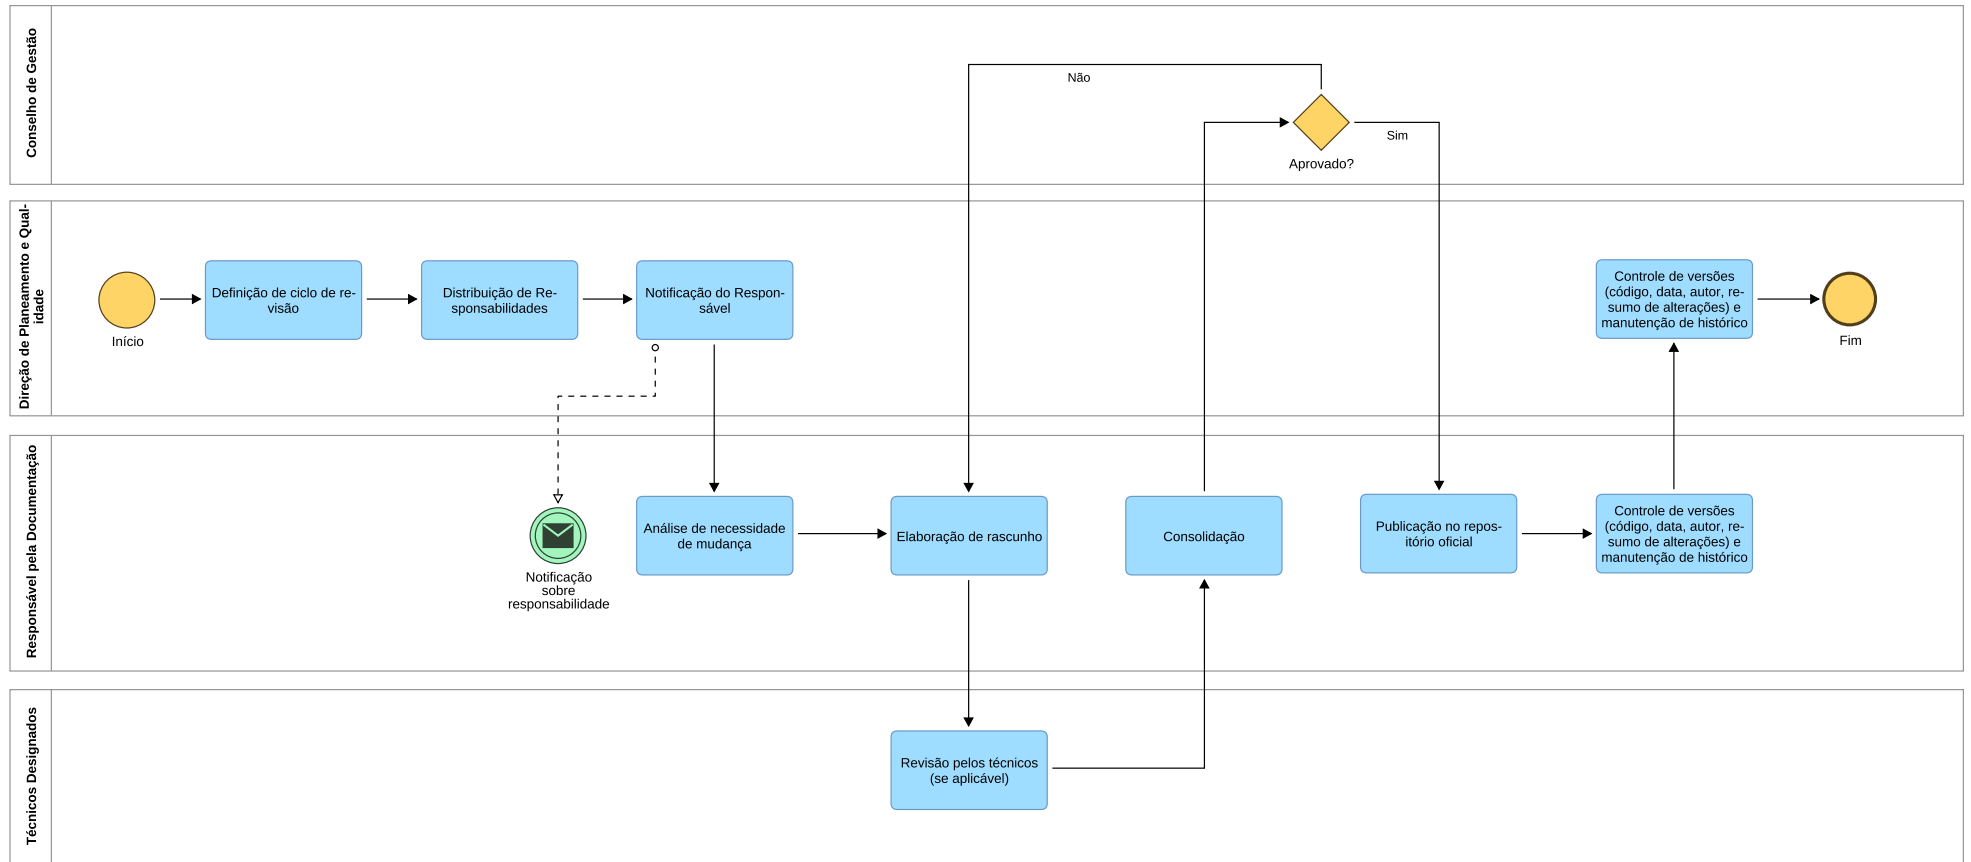 Conselho de Gestão
Não
Sim
Aprovado?
Direção de Planeamento e Qual-
idade
Início
Definição de ciclo de re-
visão
Distribuição de Re-
sponsabilidades
Notificação do Respon-
sável
Controle de versões
(código, data, autor, re-
sumo de alterações) e
manutenção de histórico
Fim
Responsável pela Documentação
Notificação
sobre
responsabilidade
Análise de necessidade
de mudança
Elaboração de rascunho
Consolidação
Publicação no repos-
itório oficial
Controle de versões
(código, data, autor, re-
sumo de alterações) e
manutenção de histórico
Técnicos Designados
Revisão pelos técnicos
(se aplicável)